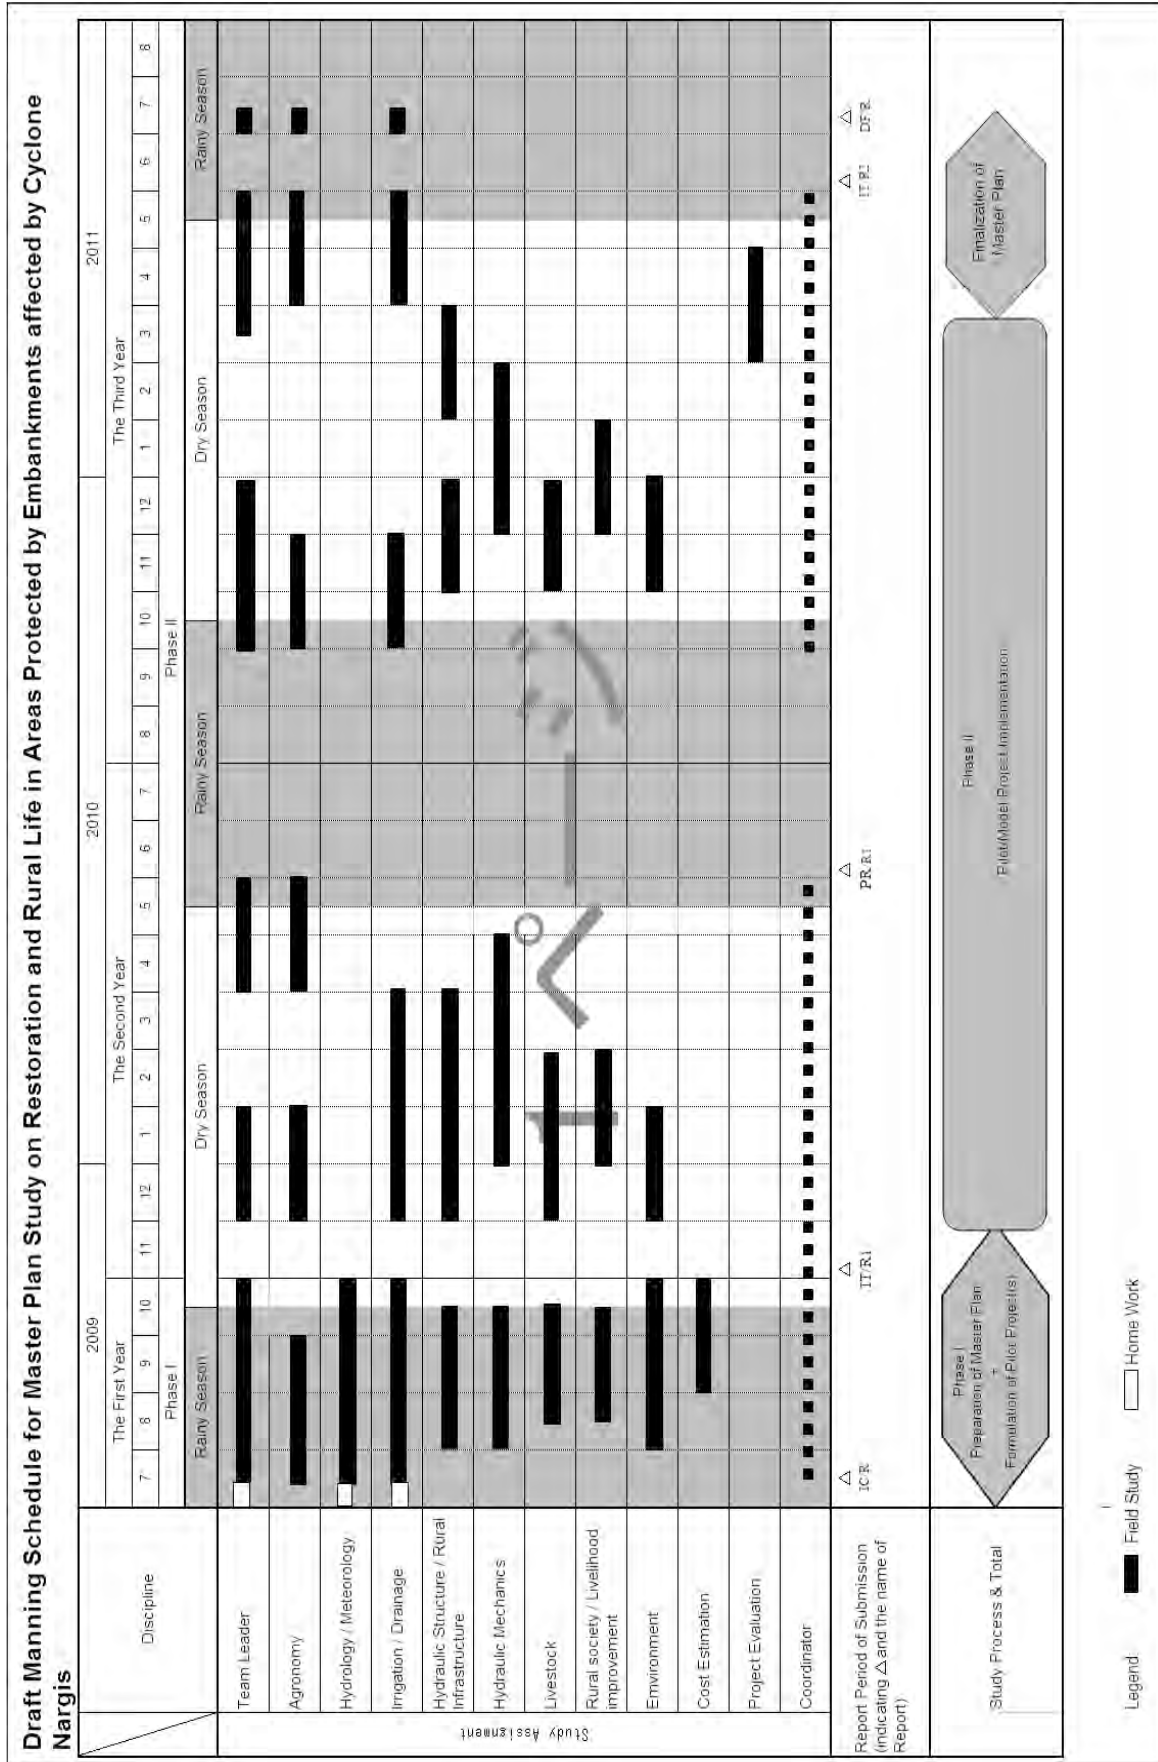 Draft Manning Schedule for Master Plan Study on Restoration and Rural Life in Areas Protected by Embankments affected by Cyclone
Nargis
Discipline
2009
2010
2011
The First Year
The Second Year
The Third Year
7 8 9 10 11 12 1 2 3 4 5 6 7 8 9 10 11 12 1 2 3 4 5 6 7 8
Phase I
Phase II
Rainy Season
Dry Season
Rainy Season
Dry Season
Rainy Season
Study Assignment
Team Leader
Agronomy
Hydrology / Meteorology
Irrigation / Drainage
Hydraulic Structure / Rural
Infrastructure
Hydraulic Mechanics
Livestock
Rural society / Livelihood
improvement
Environment
Cost Estimation
Project Evaluation
Coordinator
Report Period of Submission
(indicating △and the name of
Report)
△ △ △ △ △
IC/R IT/R1 PR/R1 IT/R2 DF/R
Study Process & Total
Phase I
Preparation of Master Plan
+
Formulation of Pilot Project(s)
Phase II
Pilot/Model Project Implementation
Finalization of
Master Plan
Legend
Field Study
Home Work
1 ページ